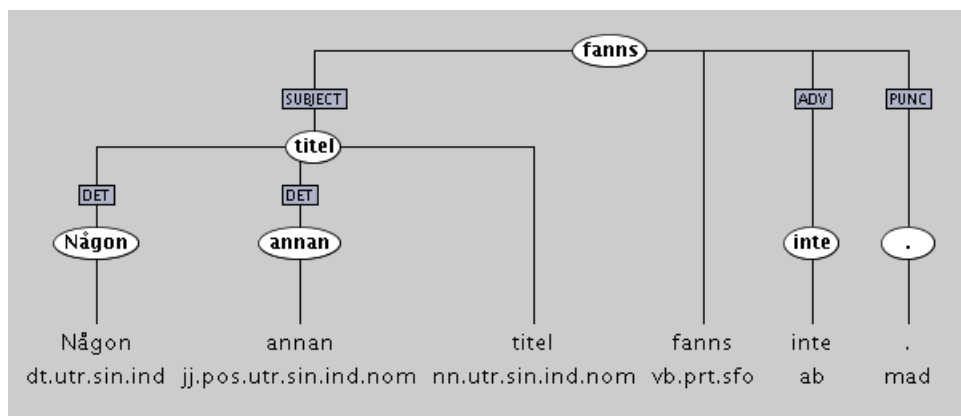 fanns
SUBJECT ADV PUNC
titel
DET DET
Någon annan inte .
Någon annan titel fanns inte .
dt.utr.sin.ind jj.pos.utr.sin.ind.nom nn.utr.sin.ind.nom vb.prt.sfo ab mad